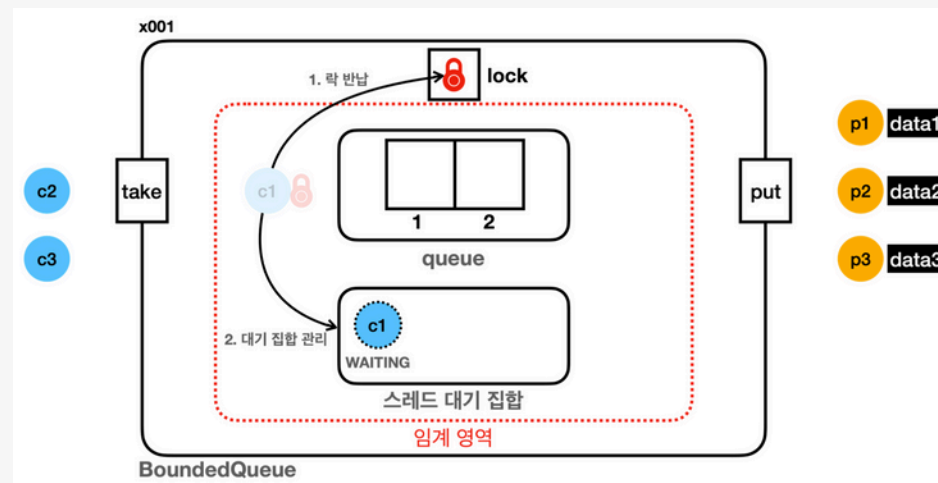 x001
1. 락 반납
lock
p1 data1
c2
take
c1
put
p2 data2
1 2
c3
queue
p3 data3
c1
2. 대기 집합 관리
WAITING
스레드 대기 집합
임계 영역
BoundedQueue